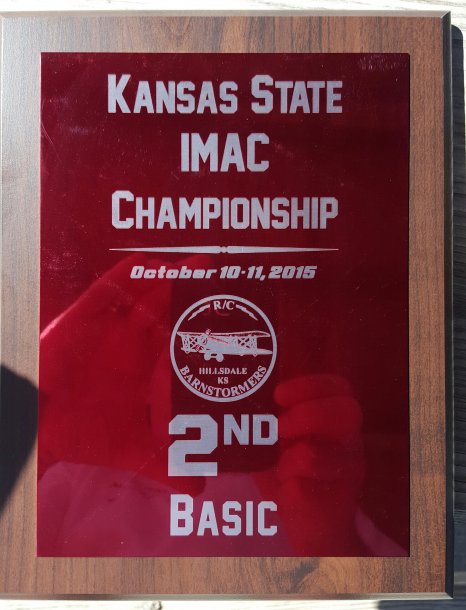 Kansas State
IMAC
Championship
October 10-11, 2015
R/C
HILLSDALE
KS
BARNSTORMERS
2ND
Basic